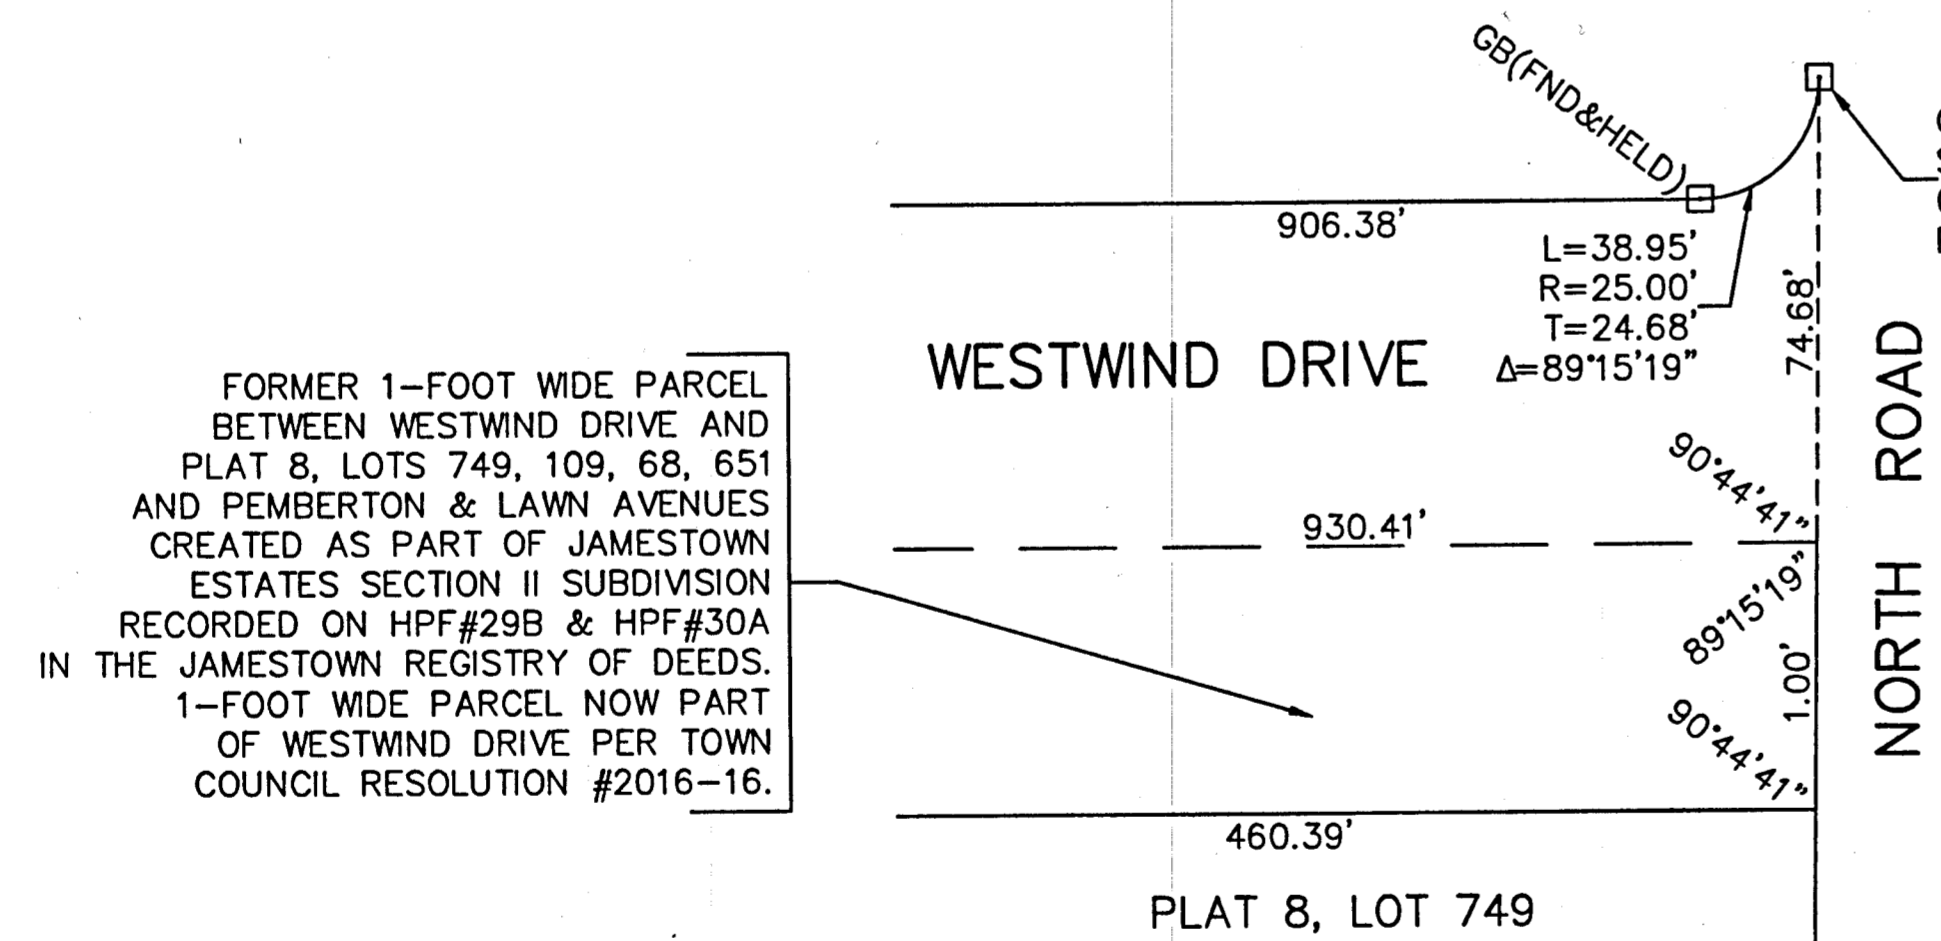 GB(FND&HELD)
906.38'
L=38.95'
R=25.00'
T=24.68'
Δ=89°15'19"
74.68'
WESTWIND DRIVE
NORTH ROAD
FORMER 1-FOOT WIDE PARCEL
BETWEEN WESTWIND DRIVE AND
PLAT 8, LOTS 749, 109, 68, 651
AND PEMBERTON & LAWN AVENUES
CREATED AS PART OF JAMESTOWN
ESTATES SECTION II SUBDIVISION
RECORDED ON HPF#29B & HPF#30A
IN THE JAMESTOWN REGISTRY OF DEEDS.
1-FOOT WIDE PARCEL NOW PART
OF WESTWIND DRIVE PER TOWN
COUNCIL RESOLUTION #2016-16.
90°44'41"
930.41'
89°15'19"
1.00'
90°44'41"
460.39'
PLAT 8, LOT 749